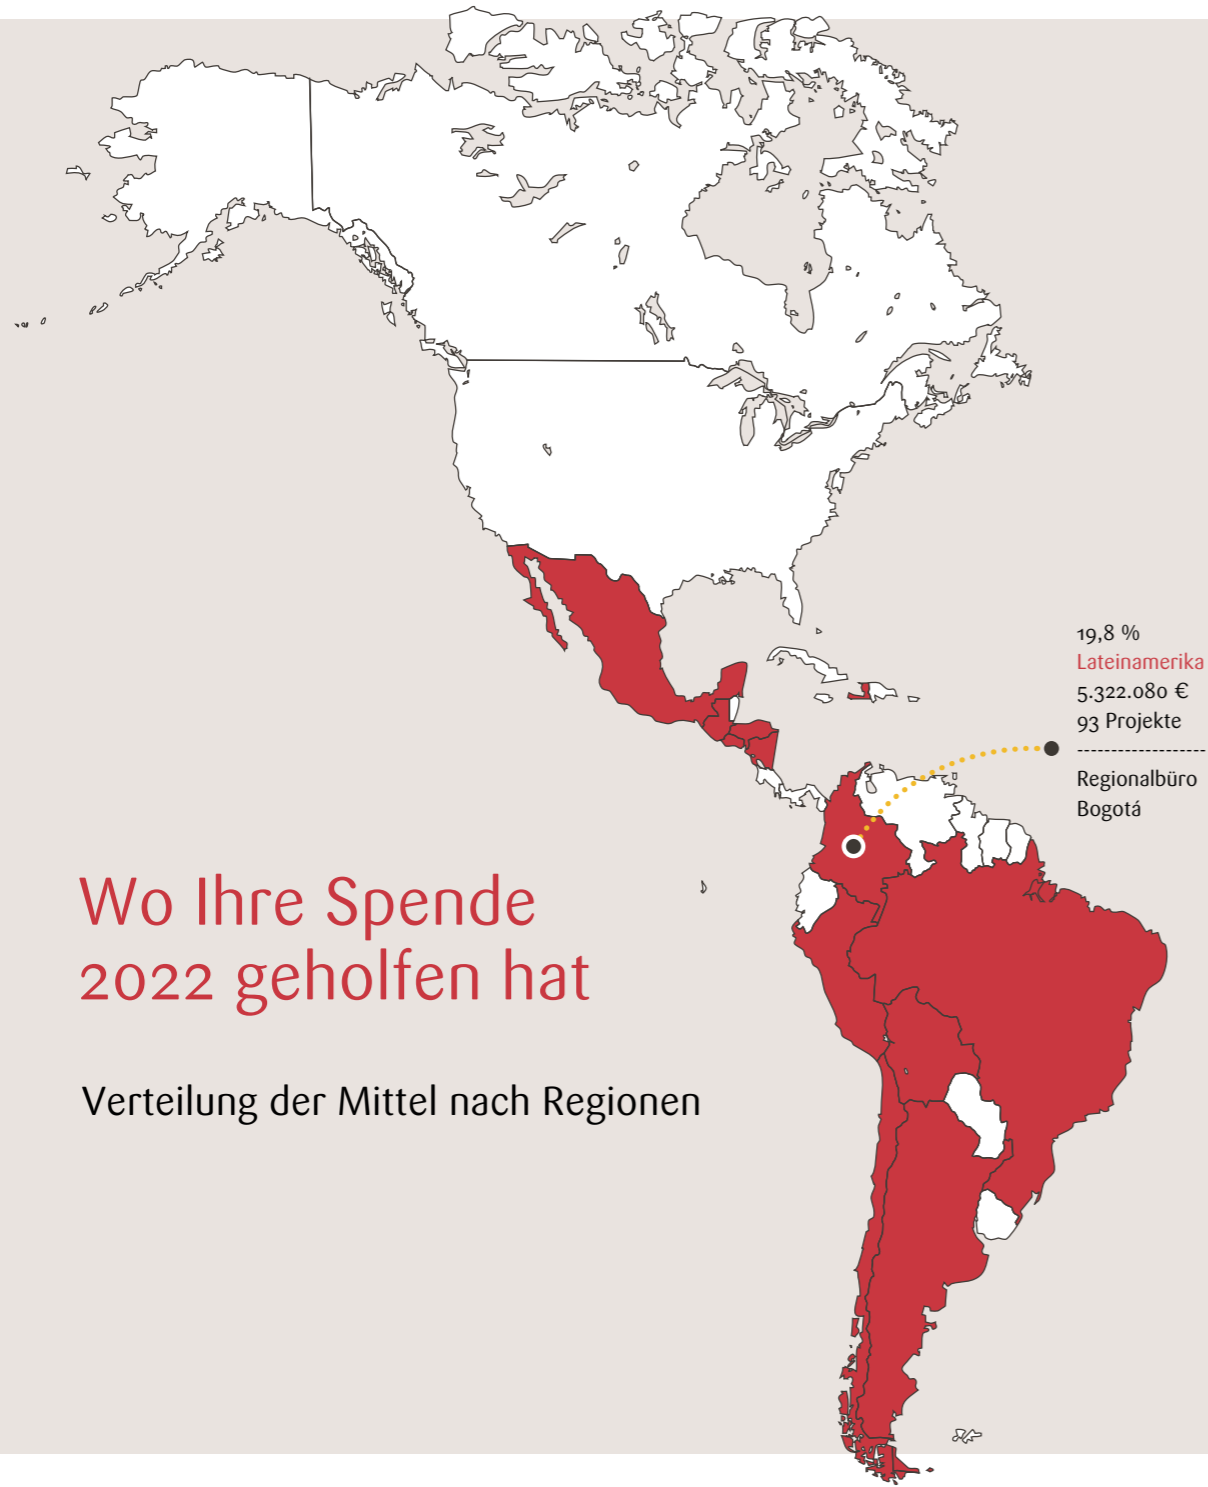 19,8 %
Lateinamerika
5.322.080 €
93 Projekte
-------------------
Regionalbüro
Bogotá
Wo Ihre Spende
2022 geholfen hat
Verteilung der Mittel nach Regionen